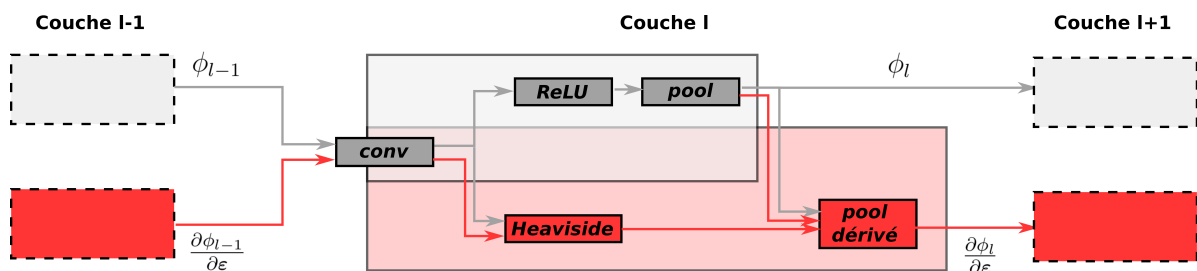 Couche l-1
Couche l
Couche l+1
ϕ_{l−1}
ϕ_l
ReLU
pool
conv
Heaviside
pool
dérivé
∂ϕ_{l−1}
∂ε
∂ϕ_l
∂ε